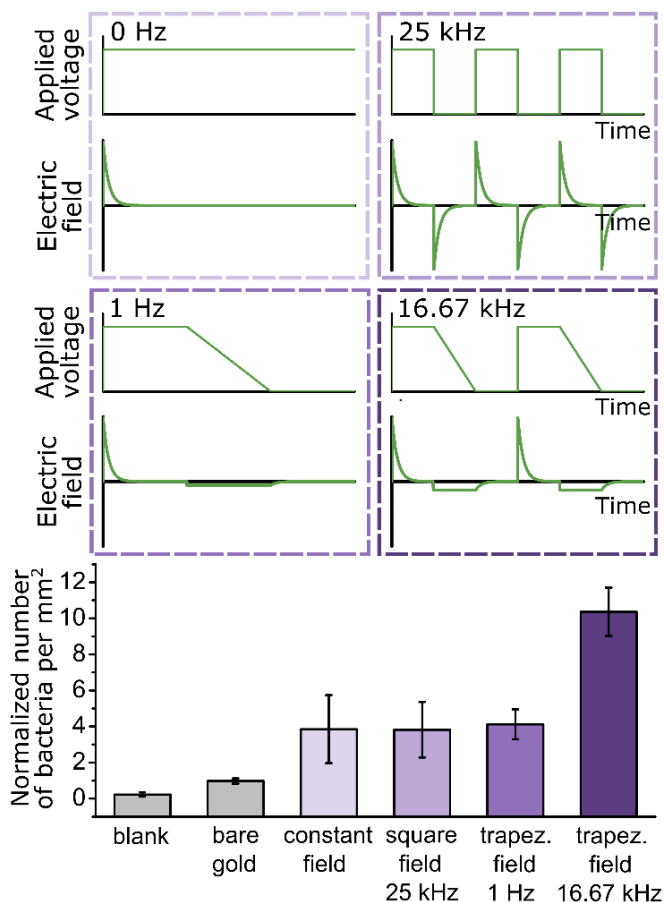 0 Hz
Applied
voltage
Electric
field
25 kHz
Time
Time
1 Hz
Applied
voltage
Electric
field
16.67 kHz
Time
Time
Normalized number
of bacteria per mm²
12
10
8
6
4
2
0
blank
bare
gold
constant
field
square
field
25 kHz
trapez.
field
1 Hz
trapez.
field
16.67 kHz